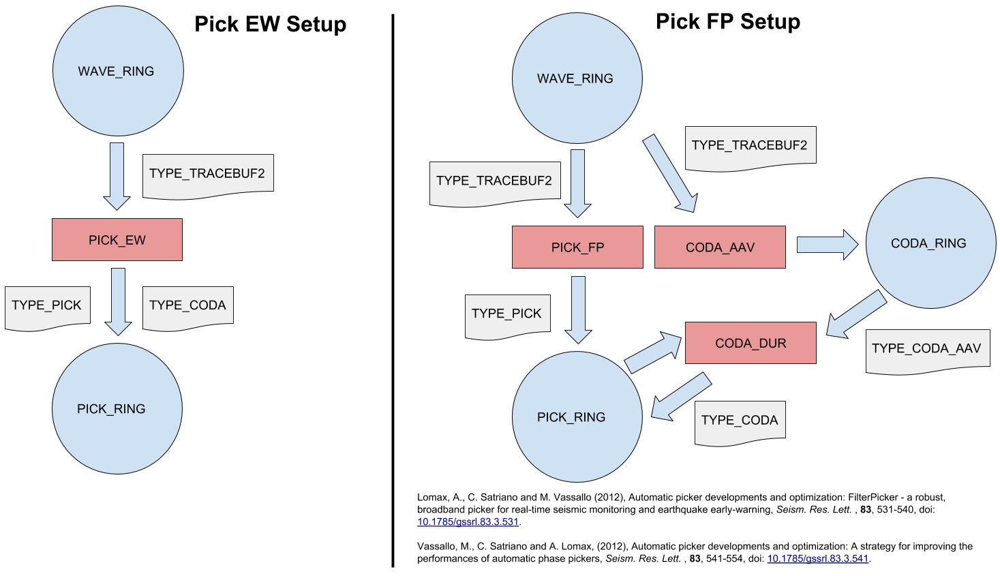 Pick EW Setup
WAVE_RING
TYPE_TRACEBUF2
PICK_EW
TYPE_PICK
TYPE_CODA
PICK_RING
Pick FP Setup
WAVE_RING
TYPE_TRACEBUF2
TYPE_TRACEBUF2
PICK_FP
CODA_AAV
CODA_RING
TYPE_PICK
CODA_DUR
TYPE_CODA_AAV
PICK_RING
TYPE_CODA
Lomax, A., C. Satriano and M. Vassallo (2012), Automatic picker developments and optimization: FilterPicker - a robust,
broadband picker for real-time seismic monitoring and earthquake early-warning, Seism. Res. Lett. , 83, 531-540, doi:
10.1785/gssrl.83.3.531.
Vassallo, M., C. Satriano and A. Lomax, (2012), Automatic picker developments and optimization: A strategy for improving the
performances of automatic phase pickers, Seism. Res. Lett. , 83, 541-554, doi: 10.1785/gssrl.83.3.541.